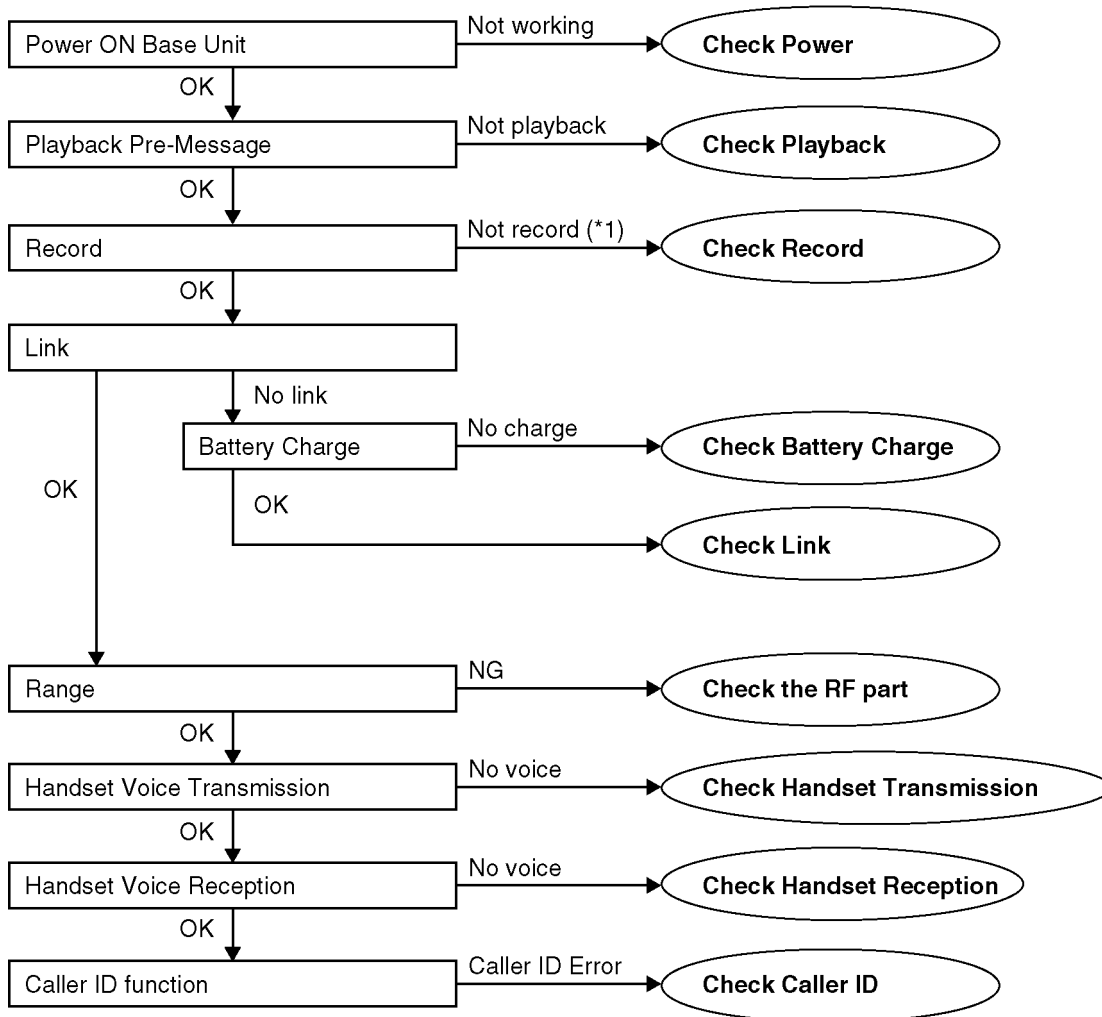 Power ON Base Unit
Not working
Check Power
OK
Playback Pre-Message
Not playback
Check Playback
OK
Record
Not record (*1)
Check Record
OK
Link
No link
Battery Charge
No charge
Check Battery Charge
OK
OK
Check Link
Range
NG
Check the RF part
OK
Handset Voice Transmission
No voice
Check Handset Transmission
OK
Handset Voice Reception
No voice
Check Handset Reception
OK
Caller ID function
Caller ID Error
Check Caller ID